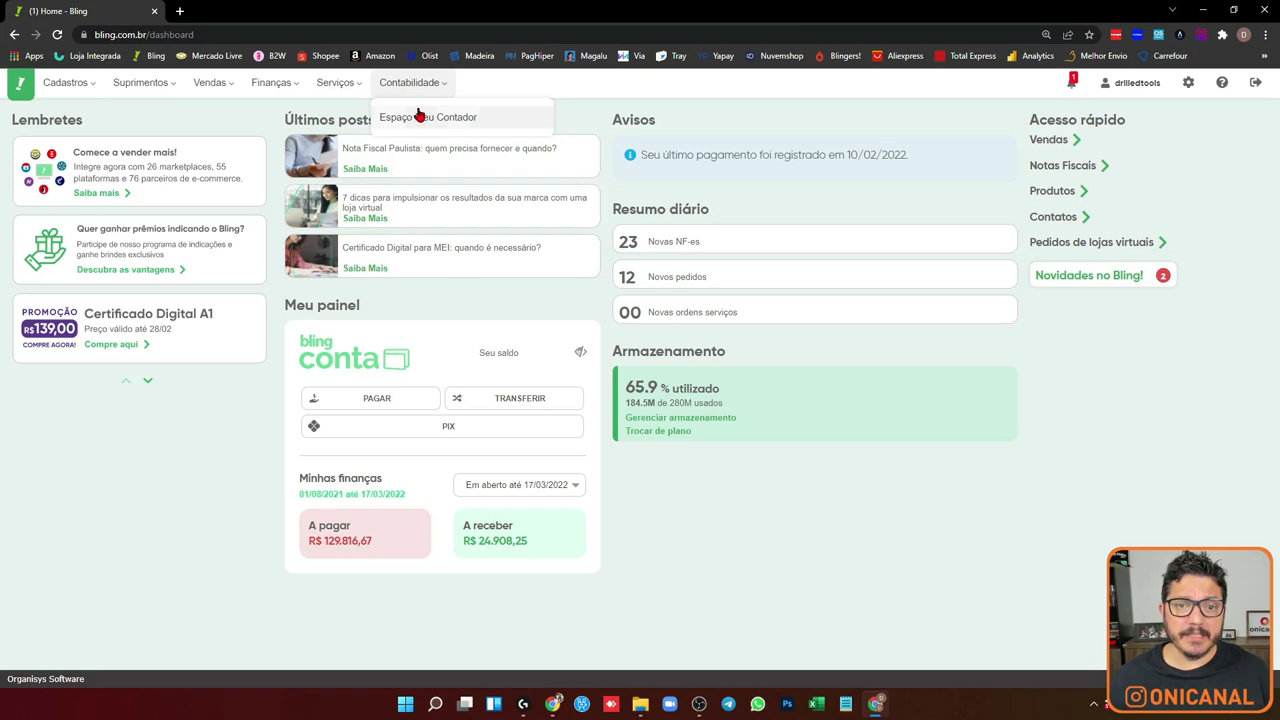 (1) Home - Bling
bling.com.br/dashboard
Apps Loja Integrada Bling Mercado Livre B2W Shopee Amazon Olist Madeira PagHiper Magalu Via Tray Yapay Nuvemshop Blingers! Aliexpress Total Express Analytics Melhor Envio Carrefour
Cadastros Suprimentos Vendas Finanças Serviços Contabilidade
1
drilledtools
Espaço
Contador
Lembretes
Comece a vender mais!
Integre agora com 26 marketplaces, 55
plataformas e 76 parceiros de e-commerce.
Saiba mais
Quer ganhar prêmios indicando o Bling?
Participe de nosso programa de indicações e
ganhe brindes exclusivos
Descubra as vantagens
PROMOÇÃO
R$139,00
COMPRE AGORA!
Certificado Digital A1
Preço válido até 28/02
Compre aqui
Últimos posts
Nota Fiscal Paulista: quem precisa fornecer e quando?
Saiba Mais
7 dicas para impulsionar os resultados da sua marca com uma
loja virtual
Saiba Mais
Certificado Digital para MEI: quando é necessário?
Saiba Mais
Meu painel
bling
conta
Seu saldo
PAGAR
TRANSFERIR
PIX
Minhas finanças
01/08/2021 até 17/03/2022
Em aberto até 17/03/2022
A pagar
R$ 129.816,67
A receber
R$ 24.908,25
Avisos
Seu último pagamento foi registrado em 10/02/2022.
Resumo diário
23 Novas NF-es
12 Novos pedidos
00 Novas ordens serviços
Armazenamento
65.9 % utilizado
184.5M de 280M usados
Gerenciar armazenamento
Trocar de plano
Acesso rápido
Vendas
Notas Fiscais
Produtos
Contatos
Pedidos de lojas virtuais
Novidades no Bling! 2
Organisys Software
ONICANAL